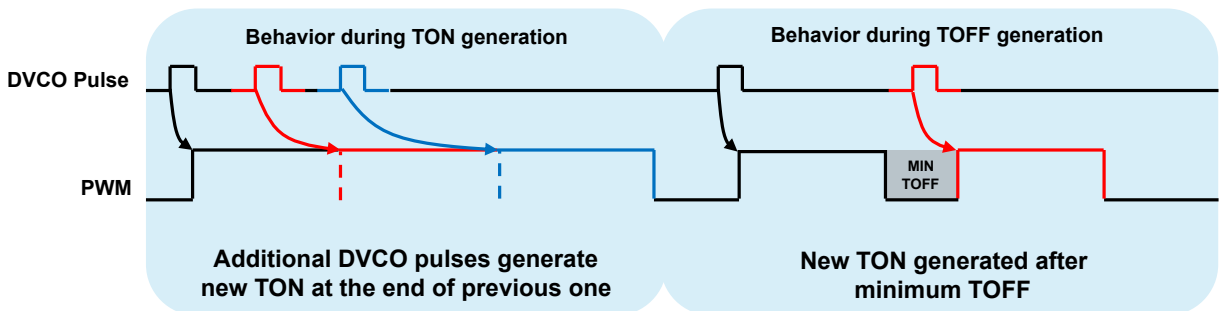 Behavior during TON generation
Behavior during TOFF generation
DVCO Pulse
PWM
MIN
TOFF
Additional DVCO pulses generate
new TON at the end of previous one
New TON generated after
minimum TOFF